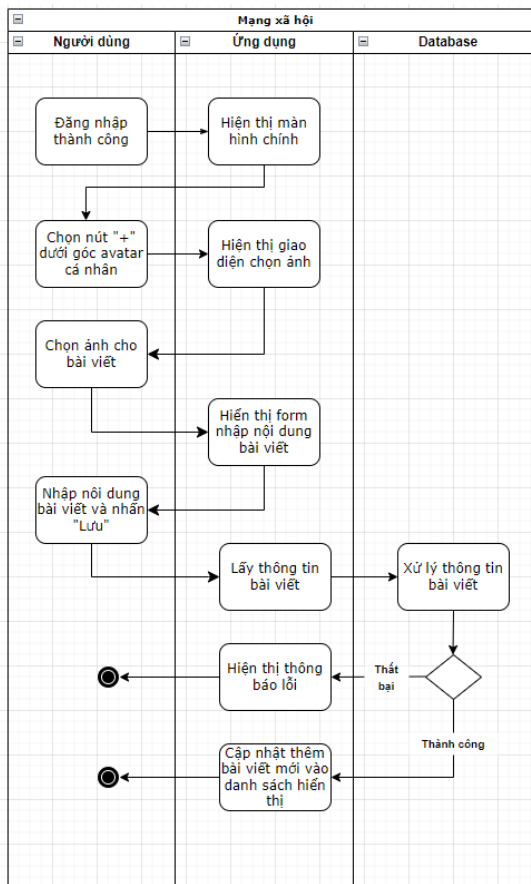 Mạng xã hội
Người dùng
Ứng dụng
Database
Đăng nhập
thành công
Hiện thị màn
hình chính
Chọn nút "+"
dưới góc avatar
cá nhân
Hiện thị giao
diện chọn ảnh
Chọn ảnh cho
bài viết
Hiển thị form
nhập nội dung
bài viết
Nhập nôi dung
bài viết và nhấn
"Lưu"
Lấy thông tin
bài viết
Xử lý thông tin
bài viết
Hiện thị thông
báo lỗi
Thất
bại
Thành công
Cập nhật thêm
bài viết mới vào
danh sách hiển
thị